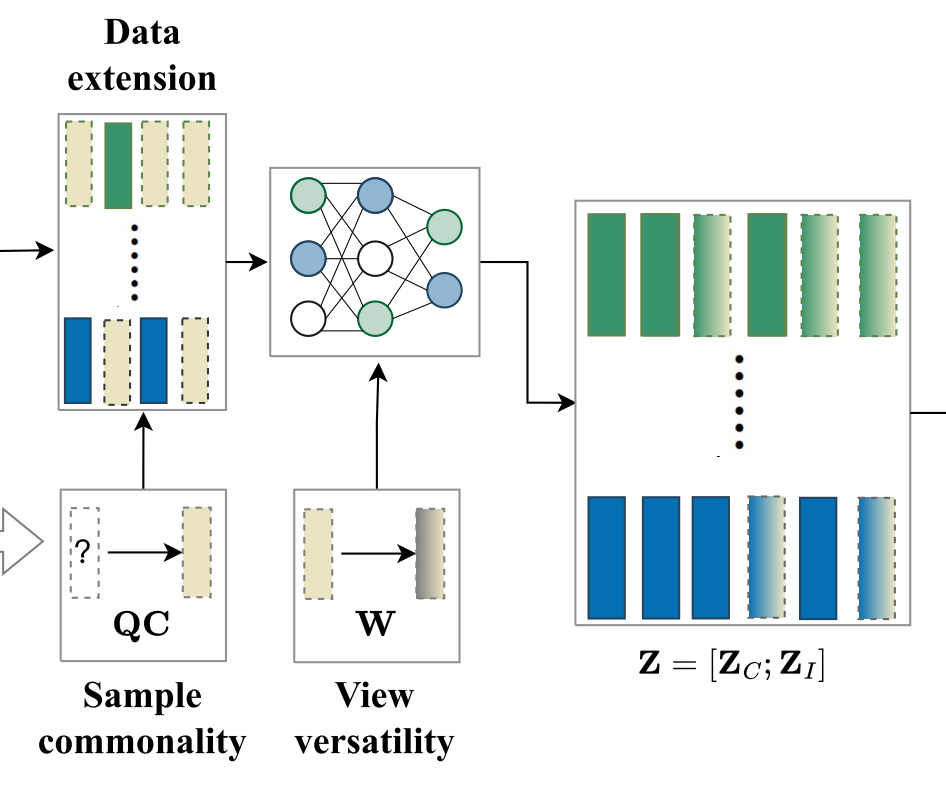 Data
extension
?
QC
W
Z = [Z_C; Z_I]
Sample
commonality
View
versatility